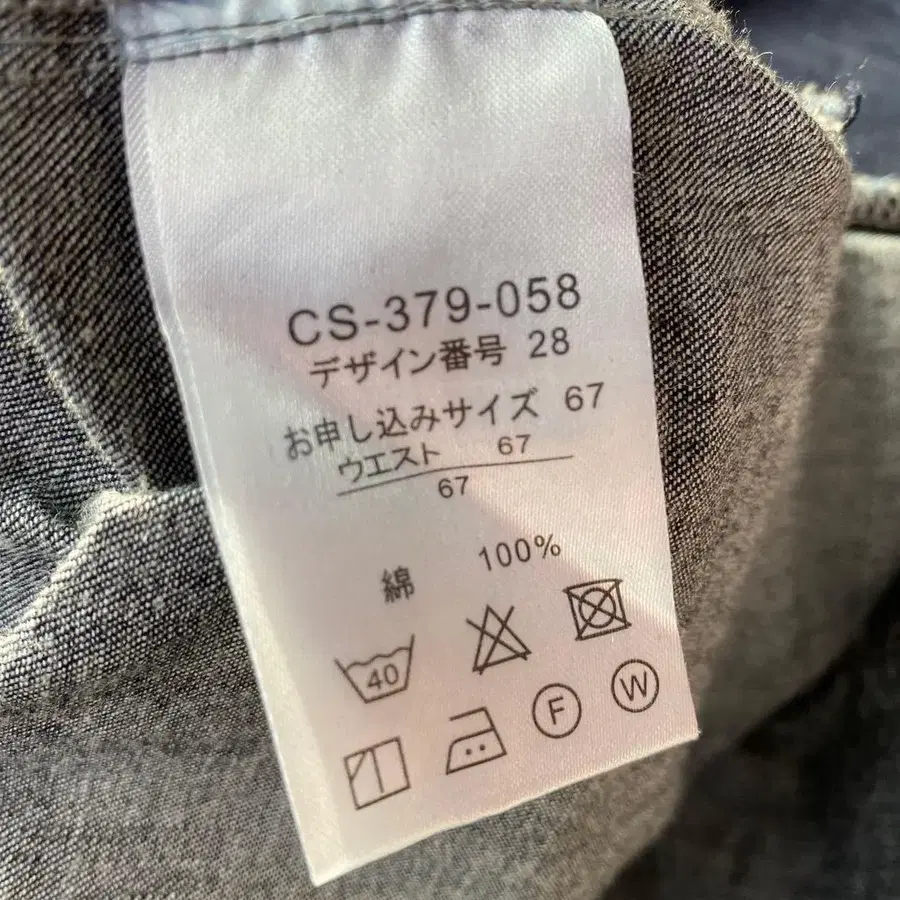 CS-379-058
デザイン番号 28
お申し込みサイズ 67
ウエスト 67
67
綿 100%
40
F W